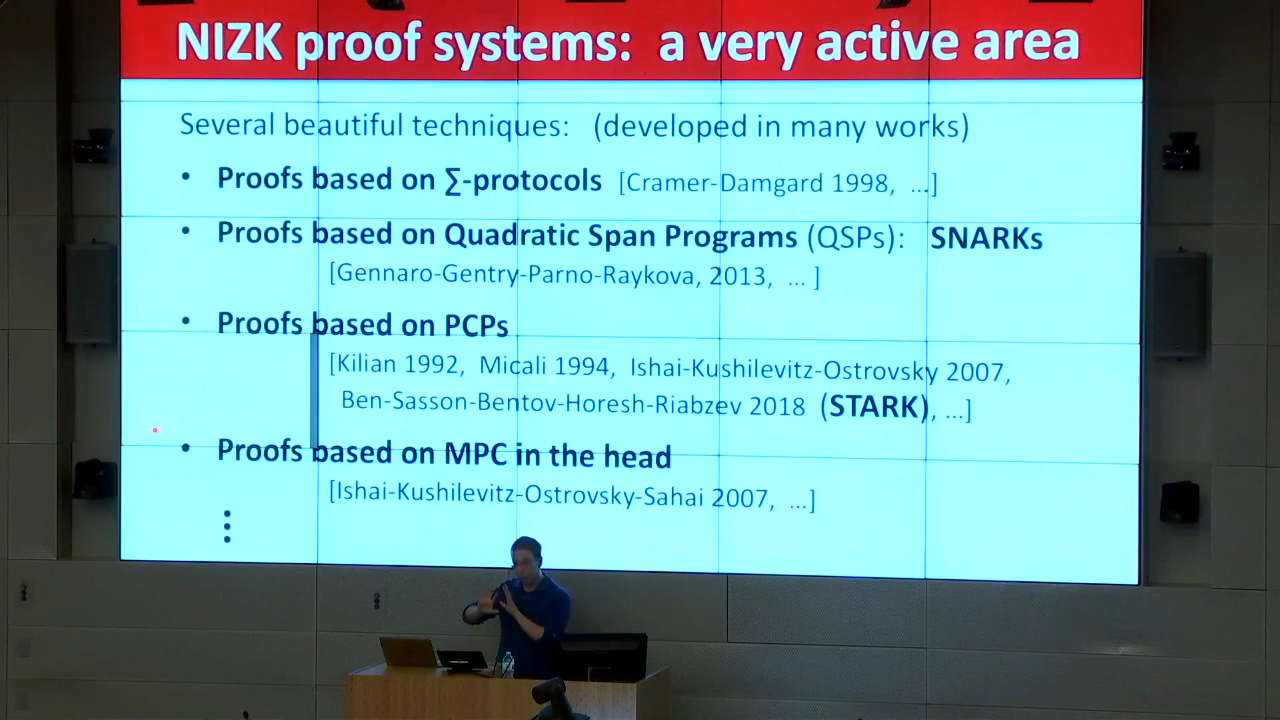 NIZK proof systems: a very active area
Several beautiful techniques: (developed in many works)
• Proofs based on ∑-protocols [Cramer-Damgard 1998, ...]
• Proofs based on Quadratic Span Programs (QSPs): SNARKs
[Gennaro-Gentry-Parno-Raykova, 2013, ... ]
• Proofs based on PCPs
[Kilian 1992, Micali 1994, Ishai-Kushilevitz-Ostrovsky 2007,
Ben-Sasson-Bentov-Horesh-Riabzev 2018 (STARK), ...]
• Proofs based on MPC in the head
[Ishai-Kushilevitz-Ostrovsky-Sahai 2007, ...]
⋮